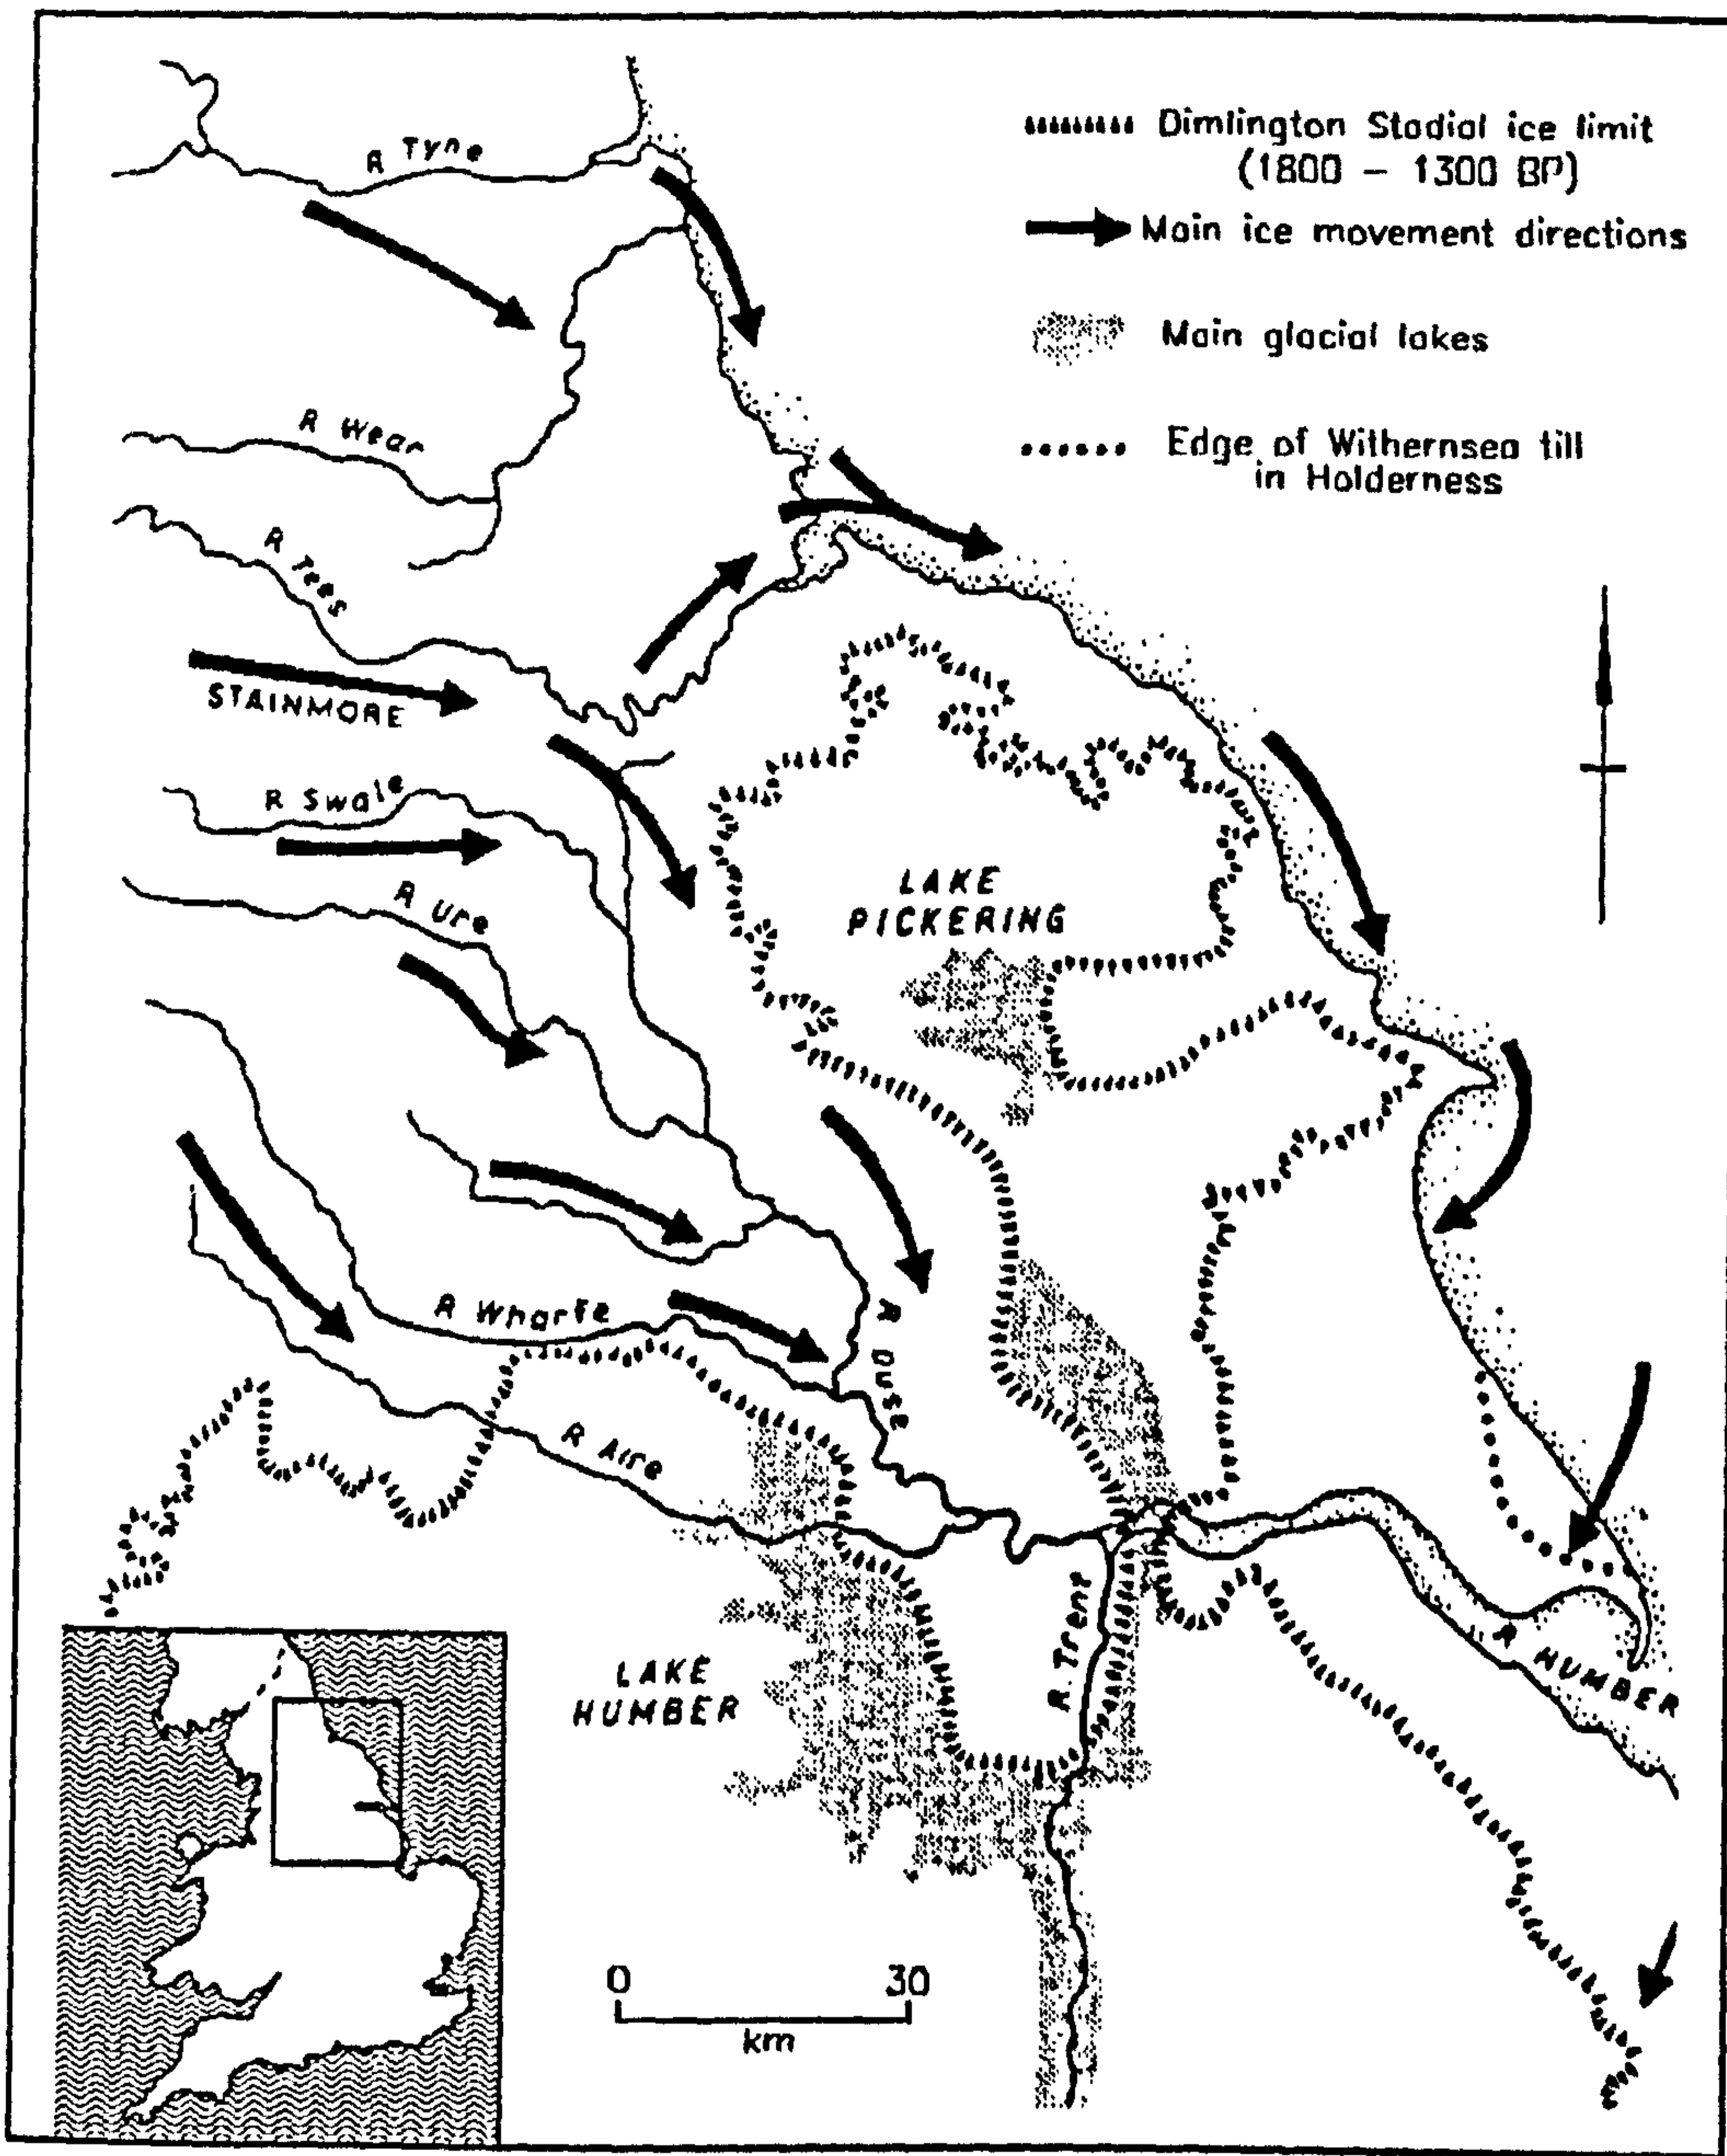 Dimlington Stadial ice limit
(1800 – 1300 BP)
Main ice movement directions
Main glacial lakes
Edge of Withernsea till
in Holderness
R Tyne
R Wear
R Tees
STAINMORE
R Swale
R Ure
LAKE
PICKERING
R Wharfe
R Ouse
R Aire
R. Trent
R HUMBER
LAKE
HUMBER
0 30
km